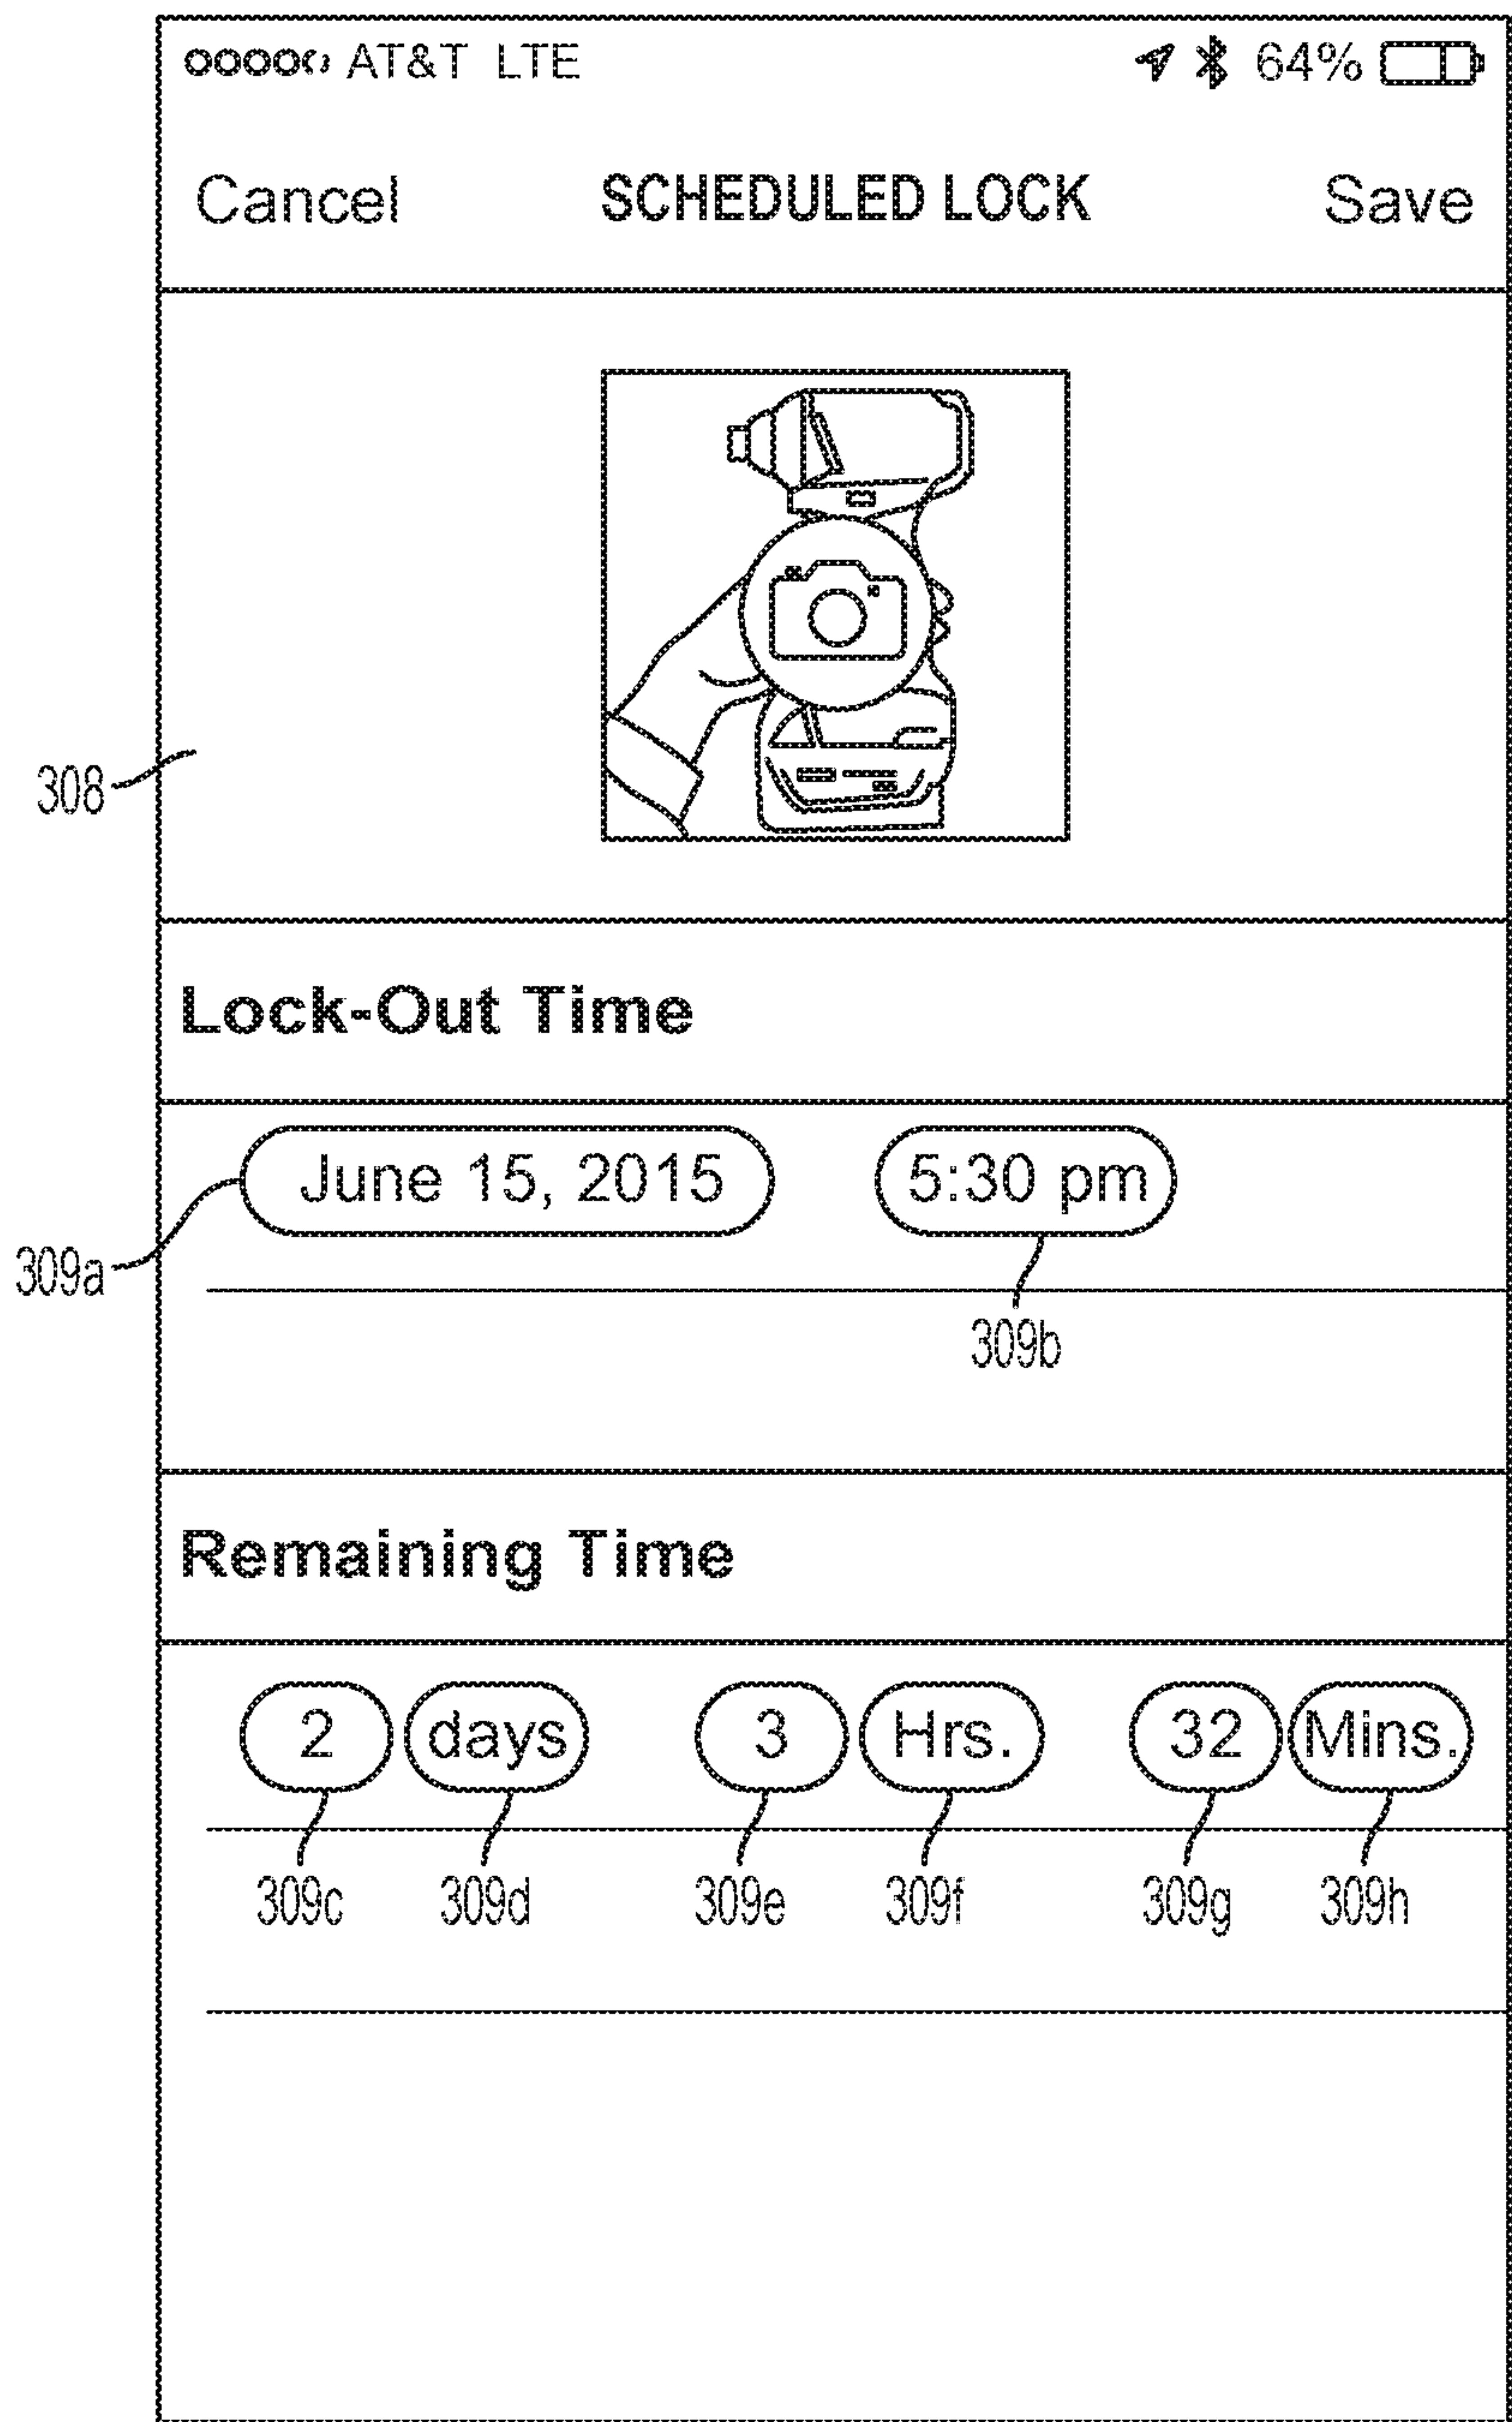 AT&T LTE 64%
Cancel SCHEDULED LOCK Save
308
Lock-Out Time
June 15, 2015 5:30 pm
309a
309b
Remaining Time
2 days 3 Hrs. 32 Mins.
309c 309d 309e 309f 309g 309h